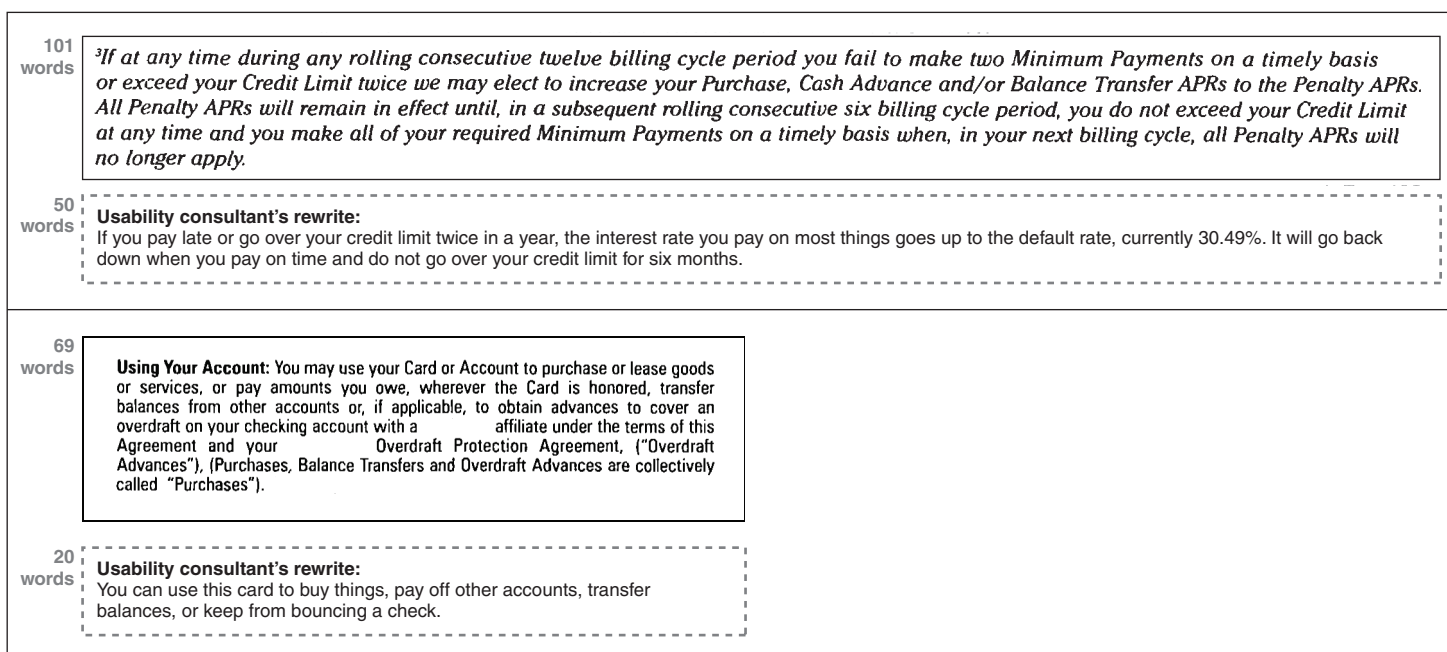 101
words
³If at any time during any rolling consecutive twelve billing cycle period you fail to make two Minimum Payments on a timely basis
or exceed your Credit Limit twice we may elect to increase your Purchase, Cash Advance and/or Balance Transfer APRs to the Penalty APRs.
All Penalty APRs will remain in effect until, in a subsequent rolling consecutive six billing cycle period, you do not exceed your Credit Limit
at any time and you make all of your required Minimum Payments on a timely basis when, in your next billing cycle, all Penalty APRs will
no longer apply.
50
words
Usability consultant's rewrite:
If you pay late or go over your credit limit twice in a year, the interest rate you pay on most things goes up to the default rate, currently 30.49%. It will go back
down when you pay on time and do not go over your credit limit for six months.
69
words
Using Your Account: You may use your Card or Account to purchase or lease goods
or services, or pay amounts you owe, wherever the Card is honored, transfer
balances from other accounts or, if applicable, to obtain advances to cover an
overdraft on your checking account with a affiliate under the terms of this
Agreement and your Overdraft Protection Agreement, ("Overdraft
Advances"), (Purchases, Balance Transfers and Overdraft Advances are collectively
called "Purchases").
20
words
Usability consultant's rewrite:
You can use this card to buy things, pay off other accounts, transfer
balances, or keep from bouncing a check.